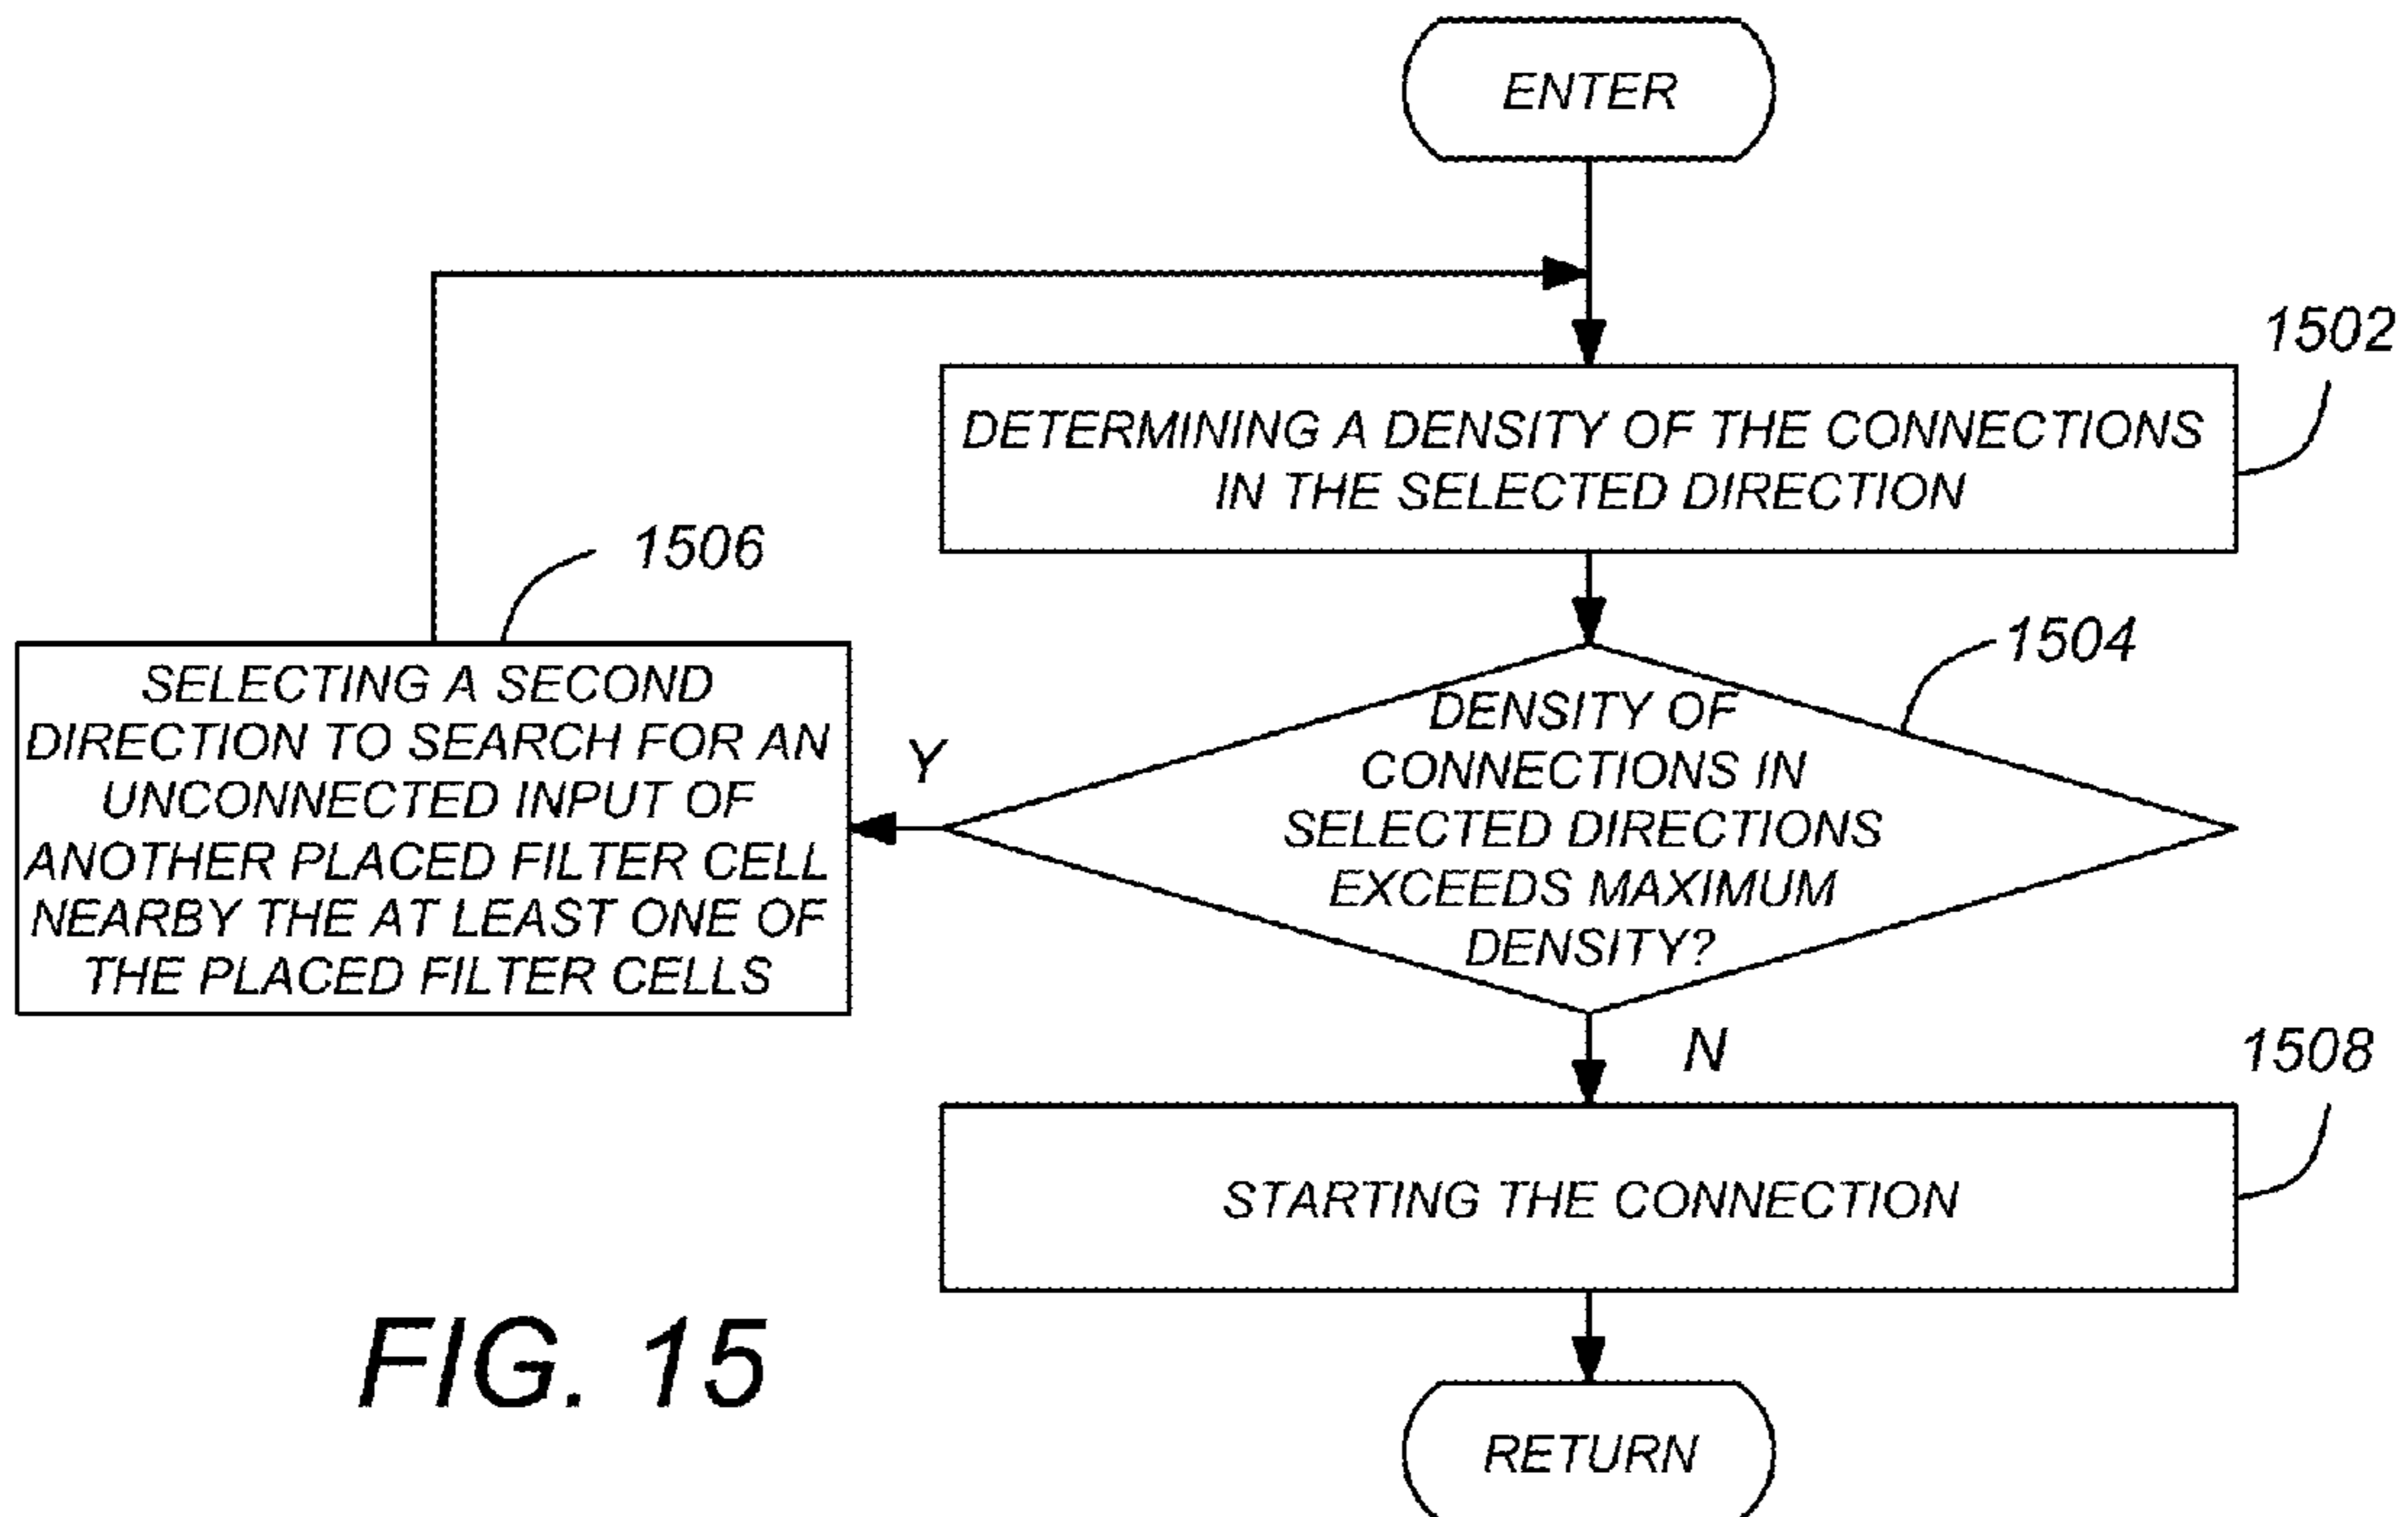 ENTER
1502
DETERMINING A DENSITY OF THE CONNECTIONS
IN THE SELECTED DIRECTION
1506
1504
SELECTING A SECOND
DIRECTION TO SEARCH FOR AN
UNCONNECTED INPUT OF
ANOTHER PLACED FILTER CELL
NEARBY THE AT LEAST ONE OF
THE PLACED FILTER CELLS
Y
DENSITY OF
CONNECTIONS IN
SELECTED DIRECTIONS
EXCEEDS MAXIMUM
DENSITY?
N
1508
STARTING THE CONNECTION
FIG. 15
RETURN